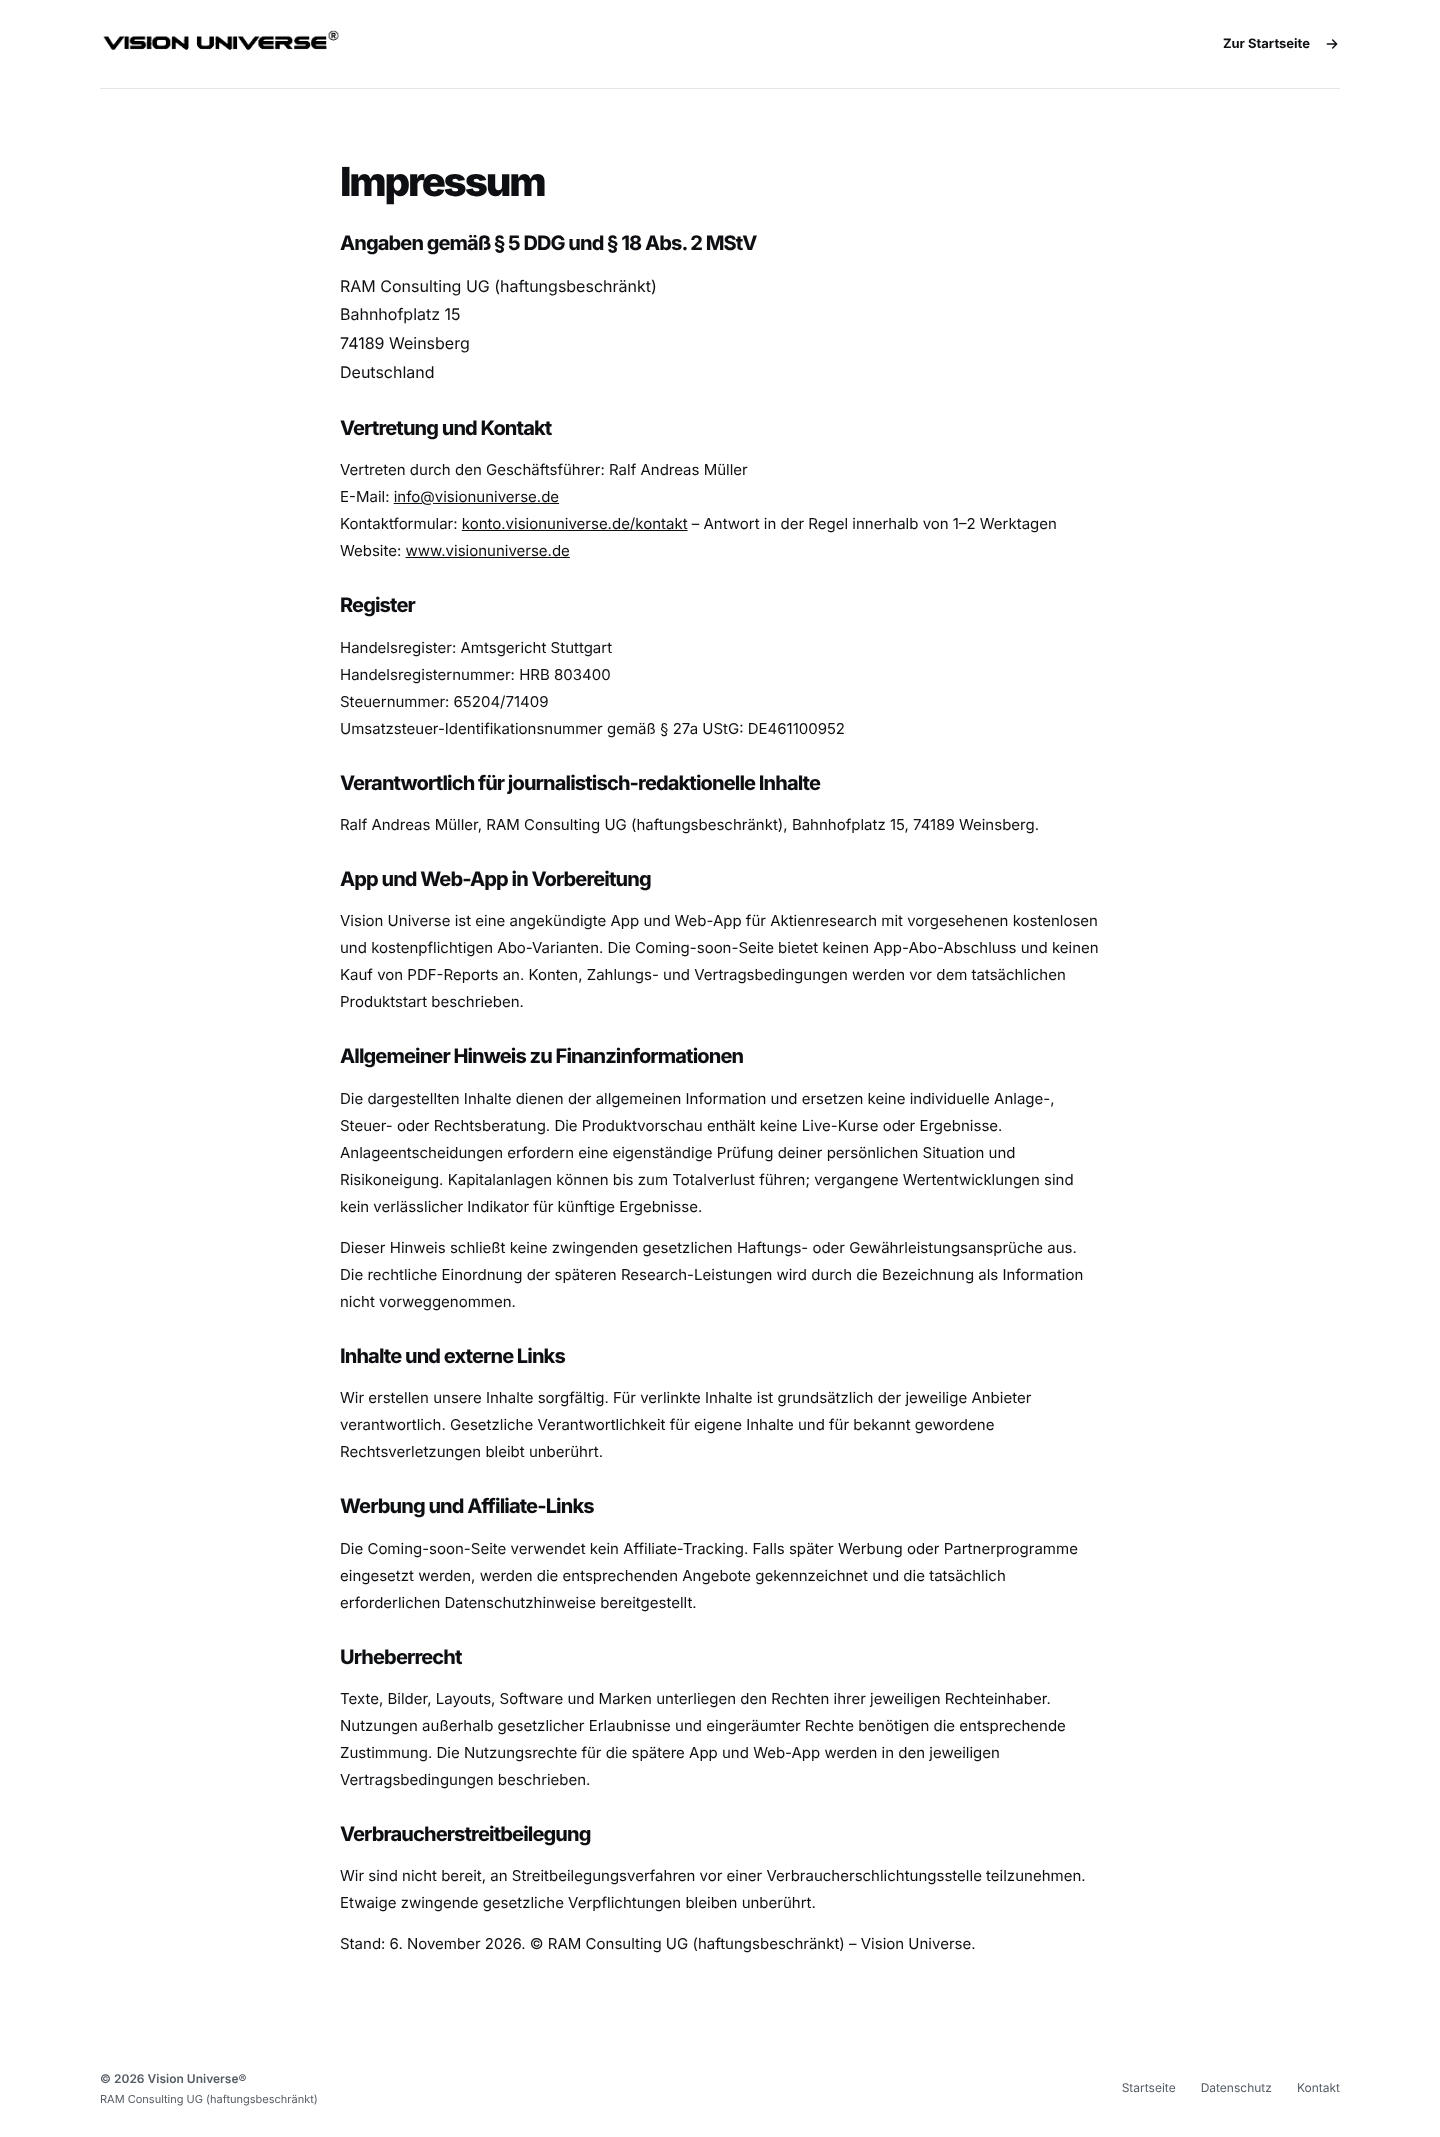 VISION UNIVERSE®
Zur Startseite →
Impressum
Angaben gemäß § 5 DDG und § 18 Abs. 2 MStV
RAM Consulting UG (haftungsbeschränkt)
Bahnhofplatz 15
74189 Weinsberg
Deutschland
Vertretung und Kontakt
Vertreten durch den Geschäftsführer: Ralf Andreas Müller
E-Mail: info@visionuniverse.de
Kontaktformular: konto.visionuniverse.de/kontakt – Antwort in der Regel innerhalb von 1–2 Werktagen
Website: www.visionuniverse.de
Register
Handelsregister: Amtsgericht Stuttgart
Handelsregisternummer: HRB 803400
Steuernummer: 65204/71409
Umsatzsteuer-Identifikationsnummer gemäß § 27a UStG: DE461100952
Verantwortlich für journalistisch-redaktionelle Inhalte
Ralf Andreas Müller, RAM Consulting UG (haftungsbeschränkt), Bahnhofplatz 15, 74189 Weinsberg.
App und Web-App in Vorbereitung
Vision Universe ist eine angekündigte App und Web-App für Aktienresearch mit vorgesehenen kostenlosen
und kostenpflichtigen Abo-Varianten. Die Coming-soon-Seite bietet keinen App-Abo-Abschluss und keinen
Kauf von PDF-Reports an. Konten, Zahlungs- und Vertragsbedingungen werden vor dem tatsächlichen
Produktstart beschrieben.
Allgemeiner Hinweis zu Finanzinformationen
Die dargestellten Inhalte dienen der allgemeinen Information und ersetzen keine individuelle Anlage-,
Steuer- oder Rechtsberatung. Die Produktvorschau enthält keine Live-Kurse oder Ergebnisse.
Anlageentscheidungen erfordern eine eigenständige Prüfung deiner persönlichen Situation und
Risikoneigung. Kapitalanlagen können bis zum Totalverlust führen; vergangene Wertentwicklungen sind
kein verlässlicher Indikator für künftige Ergebnisse.
Dieser Hinweis schließt keine zwingenden gesetzlichen Haftungs- oder Gewährleistungsansprüche aus.
Die rechtliche Einordnung der späteren Research-Leistungen wird durch die Bezeichnung als Information
nicht vorweggenommen.
Inhalte und externe Links
Wir erstellen unsere Inhalte sorgfältig. Für verlinkte Inhalte ist grundsätzlich der jeweilige Anbieter
verantwortlich. Gesetzliche Verantwortlichkeit für eigene Inhalte und für bekannt gewordene
Rechtsverletzungen bleibt unberührt.
Werbung und Affiliate-Links
Die Coming-soon-Seite verwendet kein Affiliate-Tracking. Falls später Werbung oder Partnerprogramme
eingesetzt werden, werden die entsprechenden Angebote gekennzeichnet und die tatsächlich
erforderlichen Datenschutzhinweise bereitgestellt.
Urheberrecht
Texte, Bilder, Layouts, Software und Marken unterliegen den Rechten ihrer jeweiligen Rechteinhaber.
Nutzungen außerhalb gesetzlicher Erlaubnisse und eingeräumter Rechte benötigen die entsprechende
Zustimmung. Die Nutzungsrechte für die spätere App und Web-App werden in den jeweiligen
Vertragsbedingungen beschrieben.
Verbraucherstreitbeilegung
Wir sind nicht bereit, an Streitbeilegungsverfahren vor einer Verbraucherschlichtungsstelle teilzunehmen.
Etwaige zwingende gesetzliche Verpflichtungen bleiben unberührt.
Stand: 6. November 2026. © RAM Consulting UG (haftungsbeschränkt) – Vision Universe.
© 2026 Vision Universe®
RAM Consulting UG (haftungsbeschränkt)
Startseite Datenschutz Kontakt